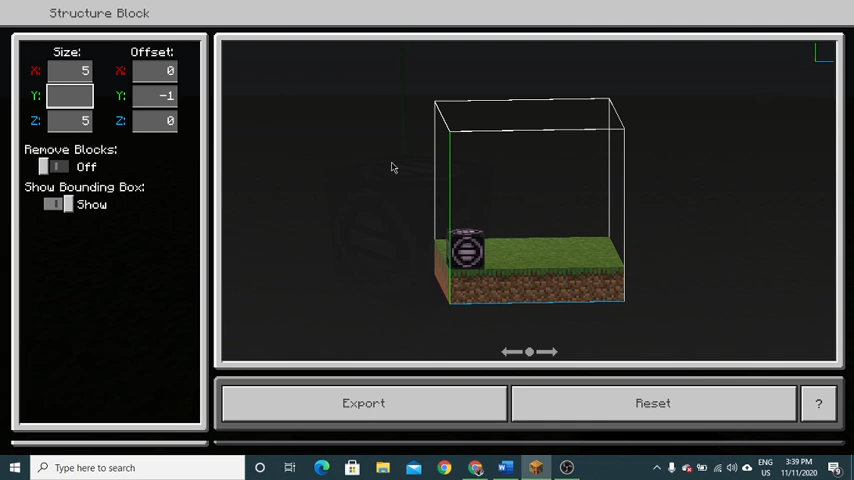 Structure Block
Size: Offset:
X: 5 X: 0
Y: Y: -1
Z: 5 Z: 0
Remove Blocks:
Off
Show Bounding Box:
Show
Export Reset ?
Type here to search
ENG 3:39 PM
US 11/11/2020